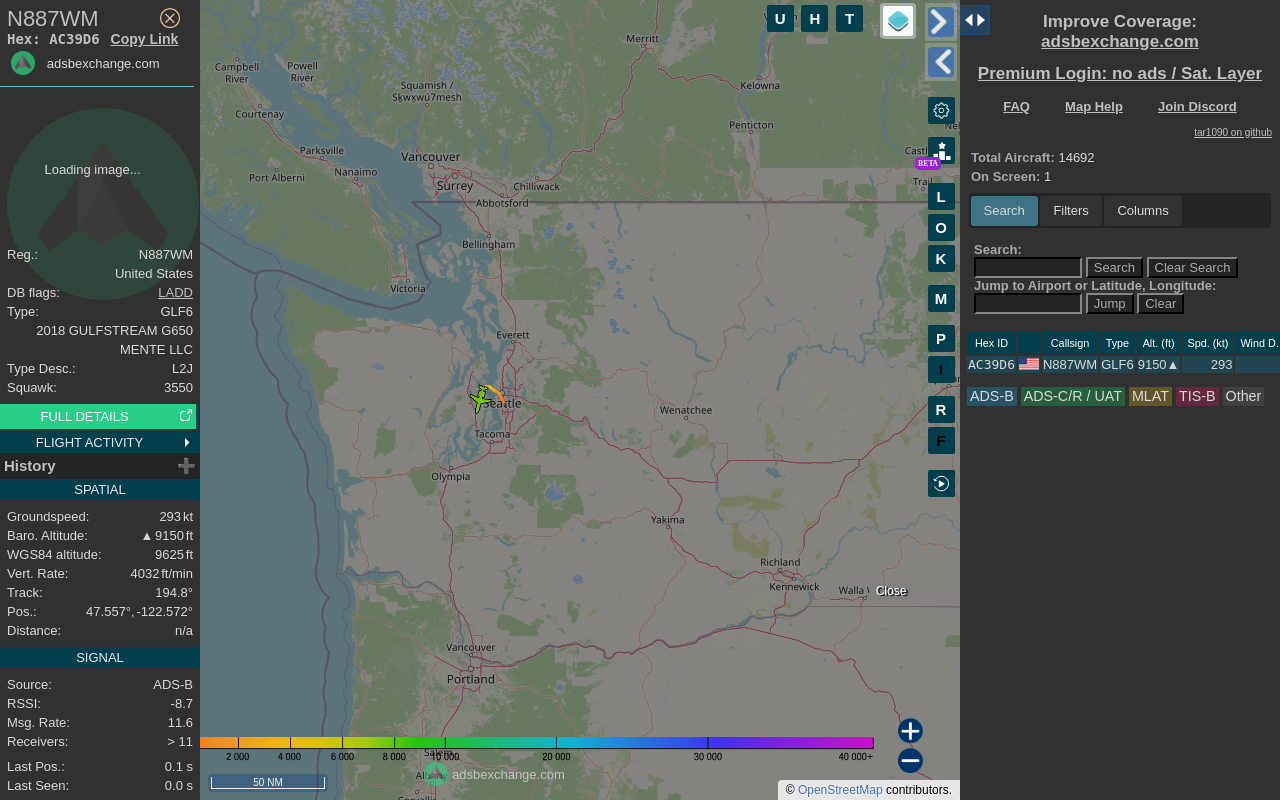 N887WM
Hex: AC39D6 Copy Link
adsbexchange.com
Loading image...
Reg.: N887WM
United States
DB flags: LADD
Type: GLF6
2018 GULFSTREAM G650
MENTE LLC
Type Desc.: L2J
Squawk: 3550
FULL DETAILS
FLIGHT ACTIVITY
History
SPATIAL
Groundspeed: 293 kt
Baro. Altitude: ▲ 9150 ft
WGS84 altitude: 9625 ft
Vert. Rate: 4032 ft/min
Track: 194.8°
Pos.: 47.557°, -122.572°
Distance: n/a
SIGNAL
Source: ADS-B
RSSI: -8.7
Msg. Rate: 11.6
Receivers: > 11
Last Pos.: 0.1 s
Last Seen: 0.0 s
U H T
Merritt
Campbell River
Powell River
Squamish / Sḵwx̱wú7mesh
Kelowna
Courtenay
Penticton
Parksville
Vancouver
Nanaimo
Port Alberni
Surrey
Chilliwack
Abbotsford
Trail
BETA
Bellingham
Victoria
Everett
Seattle
Wenatchee
Tacoma
Olympia
Yakima
Richland
Kennewick
Walla
Close
Vancouver
Portland
Salem
Albany
L
O
K
M
P
I
R
F
2 000 4 000 6 000 8 000 10 000 20 000 30 000 40 000+
adsbexchange.com
50 NM
© OpenStreetMap contributors.
Improve Coverage:
adsbexchange.com
Premium Login: no ads / Sat. Layer
FAQ Map Help Join Discord
tar1090 on github
Total Aircraft: 14692
On Screen: 1
Search Filters Columns
Search:
Search Clear Search
Jump to Airport or Latitude, Longitude:
Jump Clear
Hex ID Callsign Type Alt. (ft) Spd. (kt) Wind D.
AC39D6 N887WM GLF6 9150▲ 293
ADS-B ADS-C/R / UAT MLAT TIS-B Other